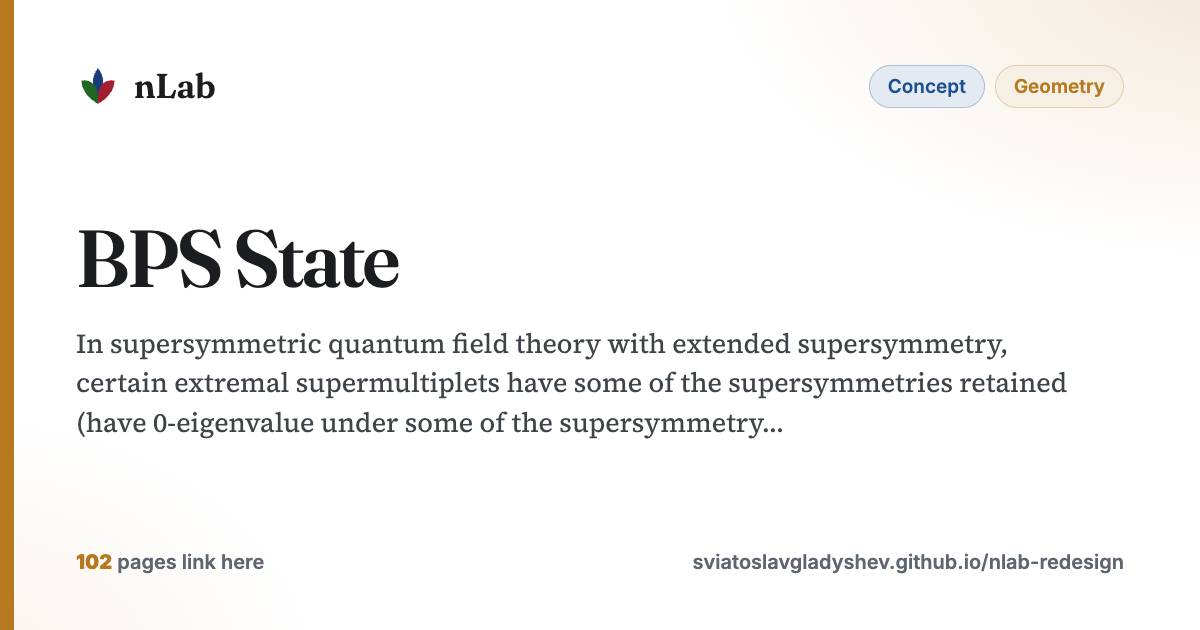 nLab
Concept
Geometry
BPS State
In supersymmetric quantum field theory with extended supersymmetry,
certain extremal supermultiplets have some of the supersymmetries retained
(have 0-eigenvalue under some of the supersymmetry...
102 pages link here
sviatoslavgladyshev.github.io/nlab-redesign